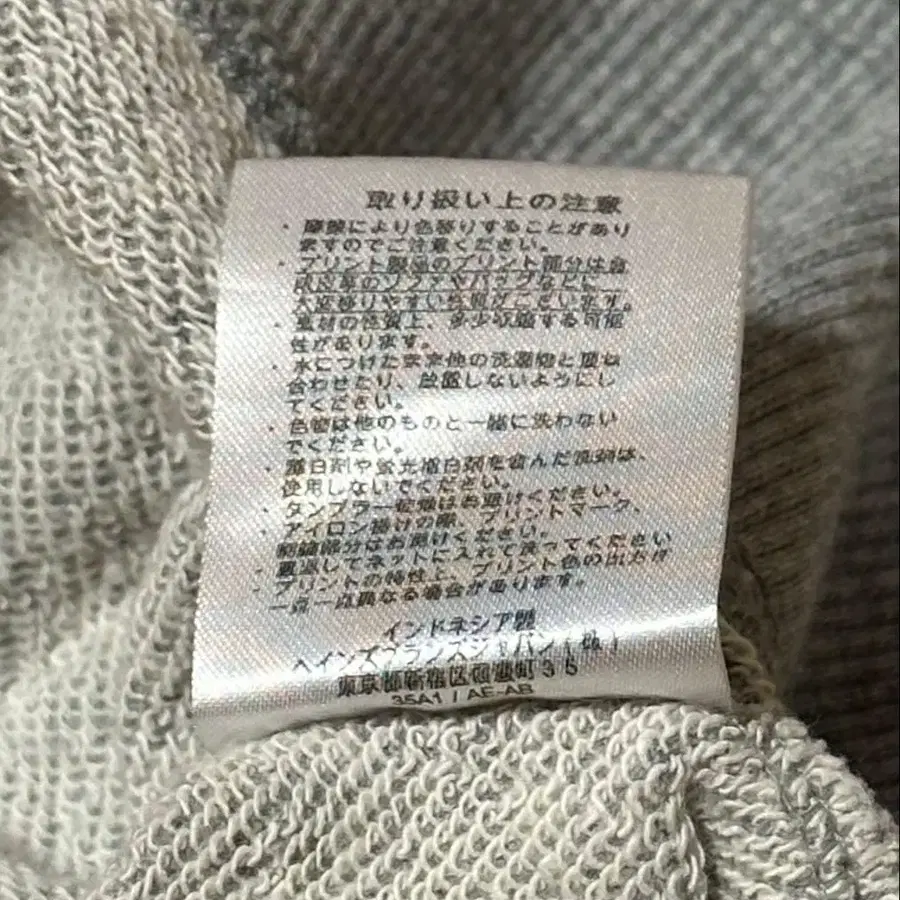 取り扱い上の注意
・摩擦により色移りすることがあり
ますのでご注意ください。
・プリント製品のプリント部分は合
成皮革のソファやバッグなどに、
大変移りやすい性質がございます。
・素材の性質上、多少収縮する可能
性があります。
・水につけたまま他の洗濯物と重ね
合わせたり、放置しないようにし
てください。
・色物は他のものと一緒に洗わない
でください。
・漂白剤や蛍光増白剤を含んだ洗剤は、
使用しないでください。
・タンブラー乾燥はお避けください。
・アイロン掛けの際、プリントマーク、
刺繍部分はお避けください。
・裏返してネットに入れて洗ってください
・プリントの特性上、プリント色の出方が
一点一点異なる場合があります。
インドネシア製
ヘインズブランズジャパン(株)
東京都新宿区箪笥町35
35A1 / AE-AB